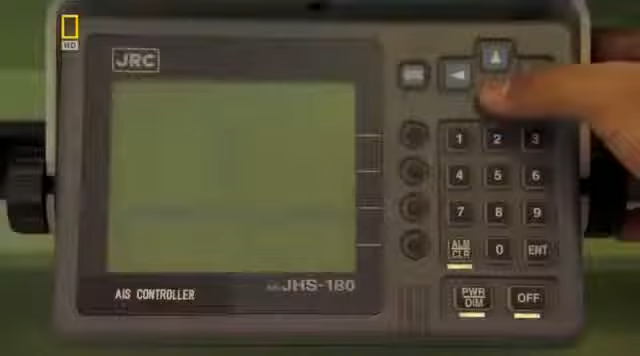 HD
JRC
1 2 3
4 5 6
7 8 9
ALM CLR 0 ENT
AIS CONTROLLER
JHS-180
PWR DIM OFF